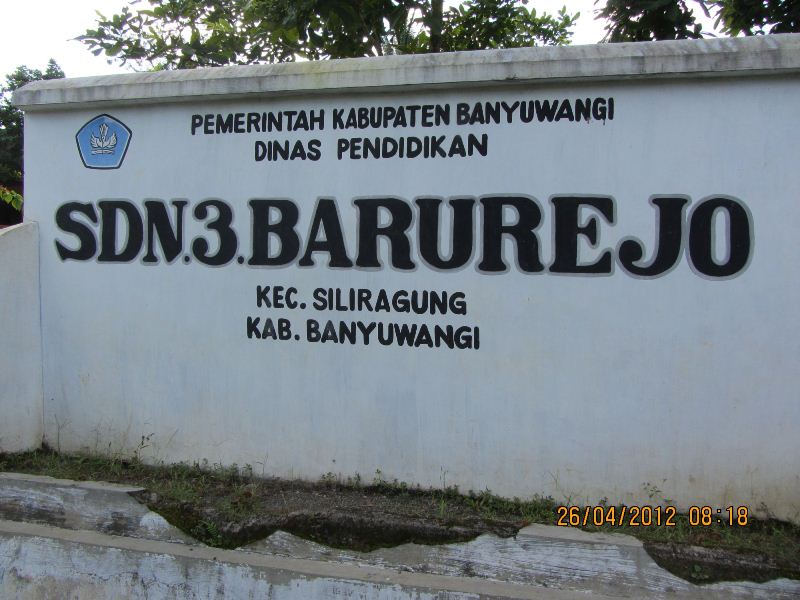 PEMERINTAH KABUPATEN BANYUWANGI
DINAS PENDIDIKAN
SDN.3.BARUREJO
KEC. SILIRAGUNG
KAB. BANYUWANGI
26/04/2012 08:18